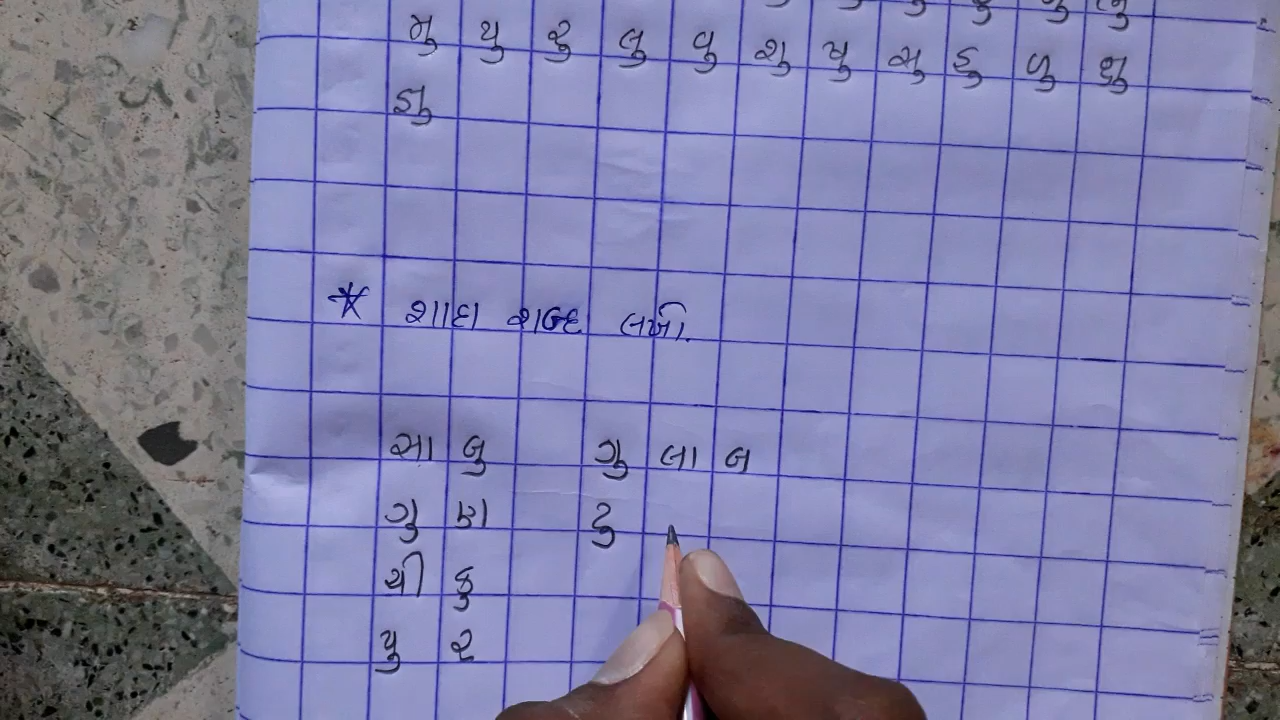 મુ યુ રુ લુ વુ શુ ષુ સુ હુ ળુ ક્ષુ
જ્ઞુ
* શાદા શબ્દ લખો.
સા બુ ગુ લા બ
ગુ ફા ટુ
ચી કુ
પુ ર